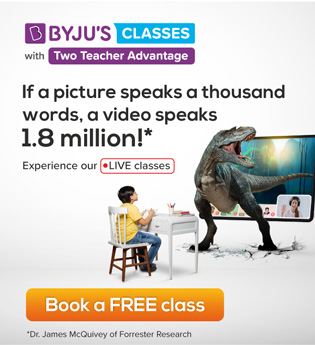 BYJU'S CLASSES
with Two Teacher Advantage
If a picture speaks a thousand
words, a video speaks
1.8 million!*
Experience our LIVE classes
Book a FREE class
*Dr. James McQuivey of Forrester Research